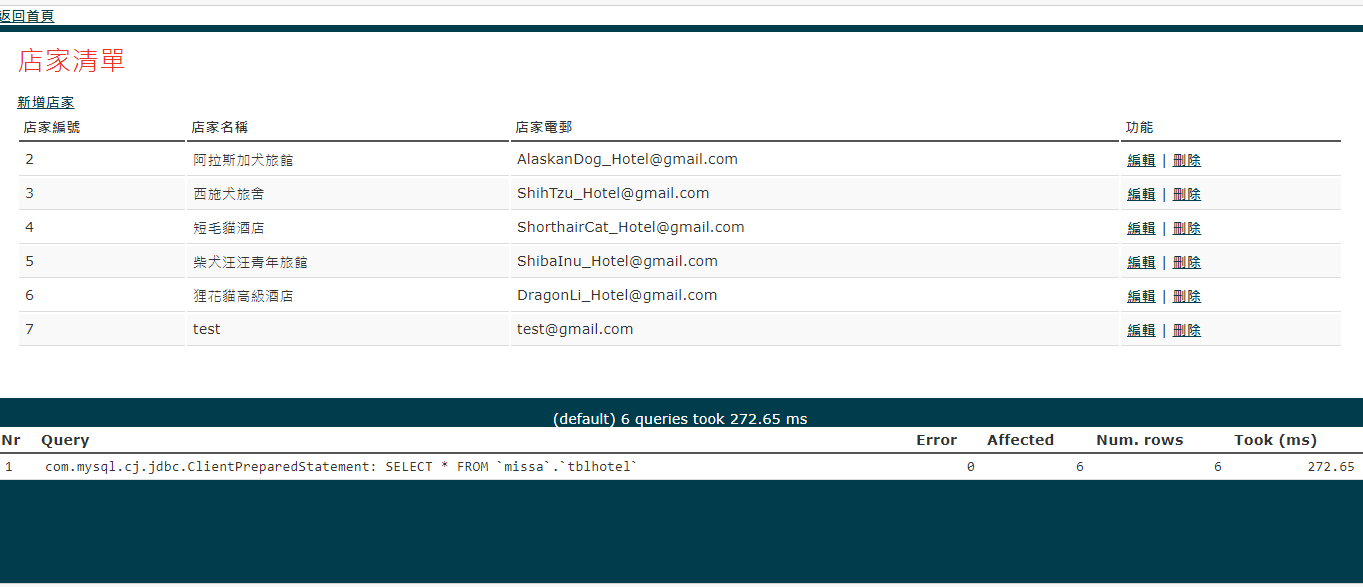 返回首頁
店家清單
新增店家
店家編號 店家名稱 店家電郵 功能
2 阿拉斯加犬旅館 AlaskanDog_Hotel@gmail.com 編輯 | 刪除
3 西施犬旅舍 ShihTzu_Hotel@gmail.com 編輯 | 刪除
4 短毛貓酒店 ShorthairCat_Hotel@gmail.com 編輯 | 刪除
5 柴犬汪汪青年旅館 ShibaInu_Hotel@gmail.com 編輯 | 刪除
6 狸花貓高級酒店 DragonLi_Hotel@gmail.com 編輯 | 刪除
7 test test@gmail.com 編輯 | 刪除
(default) 6 queries took 272.65 ms
Nr Query Error Affected Num. rows Took (ms)
1 com.mysql.cj.jdbc.ClientPreparedStatement: SELECT * FROM `missa`.`tblhotel` 0 6 6 272.65